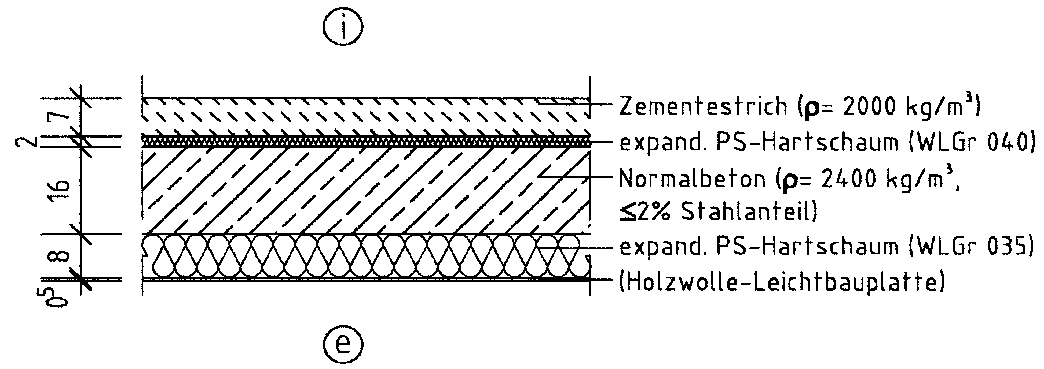 i
7
Zementestrich (ρ= 2000 kg/m³)
2
expand. PS-Hartschaum (WLGr 040)
16
Normalbeton (ρ= 2400 kg/m³,
≤2% Stahlanteil)
8
expand. PS-Hartschaum (WLGr 035)
0⁵
(Holzwolle-Leichtbauplatte)
e